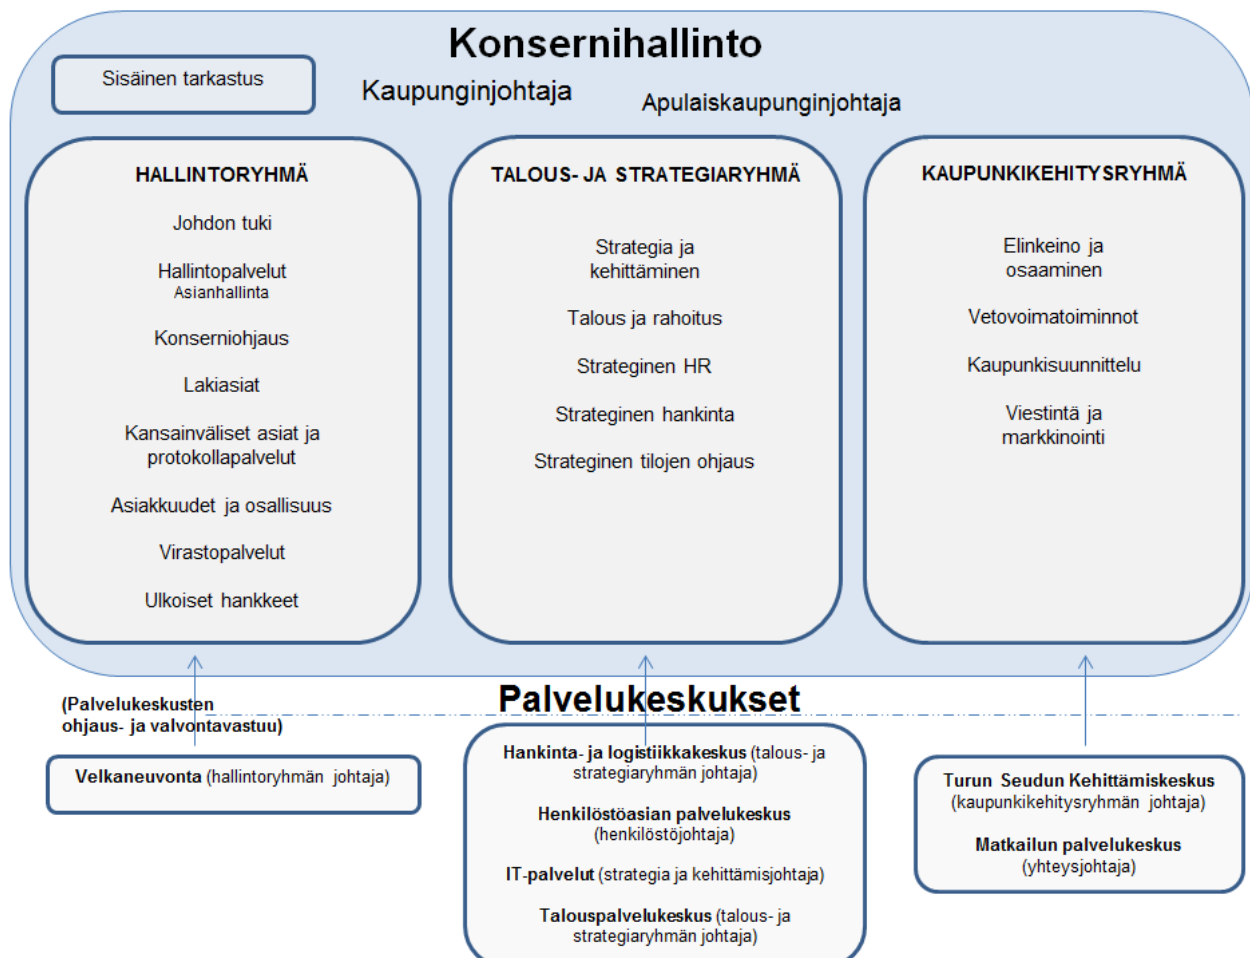 Konsernihallinto
Sisäinen tarkastus
Kaupunginjohtaja
Apulaiskaupunginjohtaja
HALLINTORYHMÄ
Johdon tuki
Hallintopalvelut
Asianhallinta
Konserniohjaus
Lakiasiat
Kansainväliset asiat ja
protokollapalvelut
Asiakkuudet ja osallisuus
Virastopalvelut
Ulkoiset hankkeet
TALOUS- JA STRATEGIARYHMÄ
Strategia ja
kehittäminen
Talous ja rahoitus
Strateginen HR
Strateginen hankinta
Strateginen tilojen ohjaus
KAUPUNKIKEHITYSRYHMÄ
Elinkeino ja
osaaminen
Vetovoimatoiminnot
Kaupunkisuunnittelu
Viestintä ja
markkinointi
Palvelukeskukset
(Palvelukeskusten
ohjaus- ja valvontavastuu)
Velkaneuvonta (hallintoryhmän johtaja)
Hankinta- ja logistiikkakeskus (talous- ja
strategiaryhmän johtaja)
Henkilöstöasian palvelukeskus
(henkilöstöjohtaja)
IT-palvelut (strategia ja kehittämisjohtaja)
Talouspalvelukeskus (talous- ja
strategiaryhmän johtaja)
Turun Seudun Kehittämiskeskus
(kaupunkikehitysryhmän johtaja)
Matkailun palvelukeskus
(yhteysjohtaja)